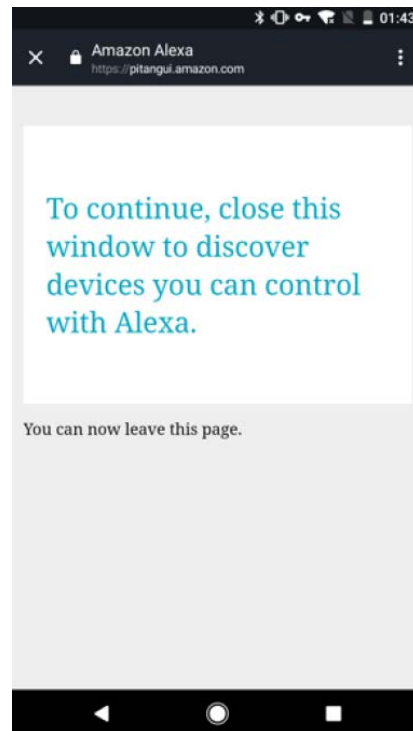 01:43
Amazon Alexa
https://pitangui.amazon.com
To continue, close this
window to discover
devices you can control
with Alexa.
You can now leave this page.